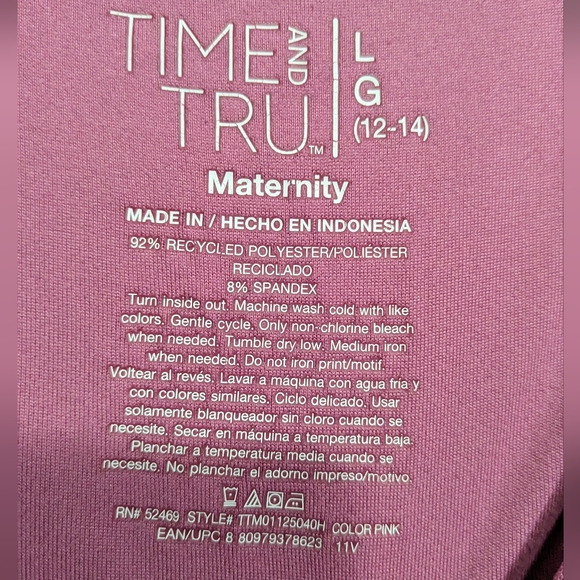 TIME AND TRU™ L G (12-14)
Maternity
MADE IN / HECHO EN INDONESIA
92% RECYCLED POLYESTER/POLIÉSTER
RECICLADO
8% SPANDEX
Turn inside out. Machine wash cold with like
colors. Gentle cycle. Only non-chlorine bleach
when needed. Tumble dry low. Medium iron
when needed. Do not iron print/motif.
Voltear al revés. Lavar a máquina con agua fria y
con colores similares. Ciclo delicado. Usar
solamente blanqueador sin cloro cuando se
necesite. Secar en máquina a temperatura baja.
Planchar a temperatura media cuando se
necesite. No planchar el adorno impreso/motivo.
RN# 52469 STYLE# TTM01125040H COLOR PINK
EAN/UPC 8 80979378623 11V